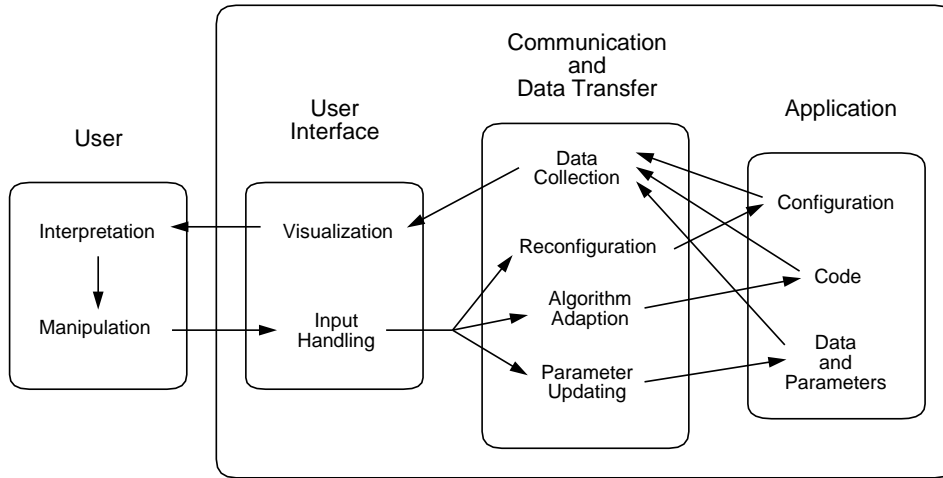 Communication
and
Data Transfer
User
Interface
Application
User
Data
Collection
Configuration
Interpretation
Visualization
Reconfiguration
Code
Algorithm
Adaption
Manipulation
Input
Handling
Data
and
Parameters
Parameter
Updating